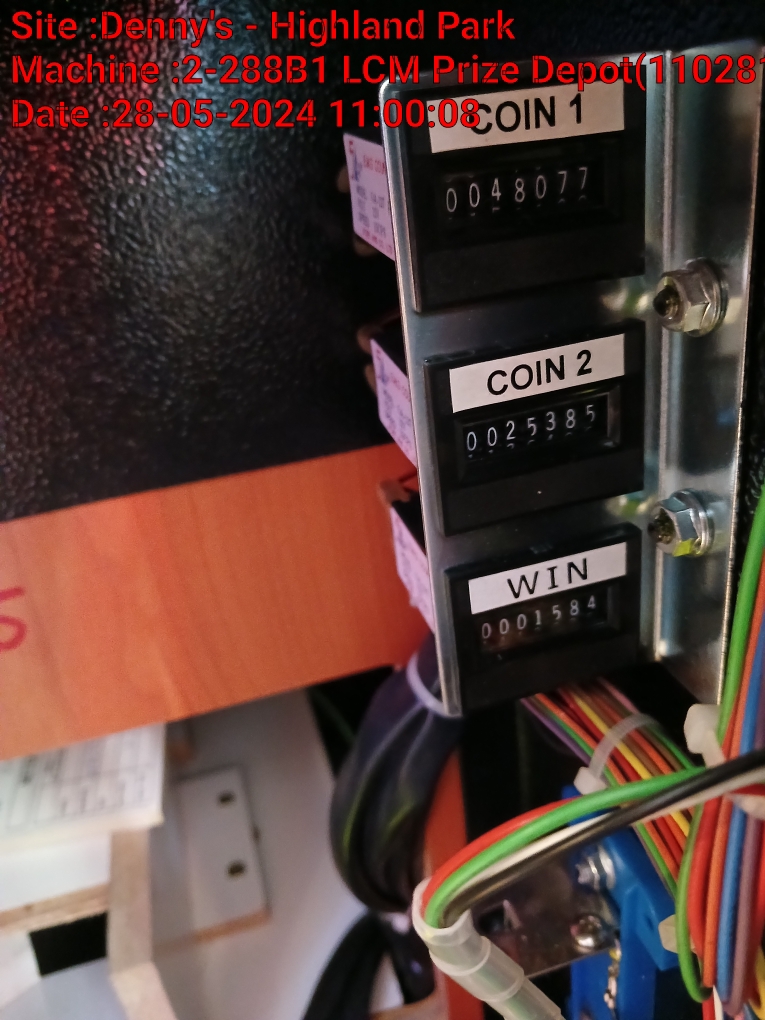 Site :Denny's - Highland Park
Machine :2-288B1 LCM Prize Depot(110281
Date :28-05-2024 11:00:08
COIN 1
0048077
COIN 2
0025385
WIN
0001584
5